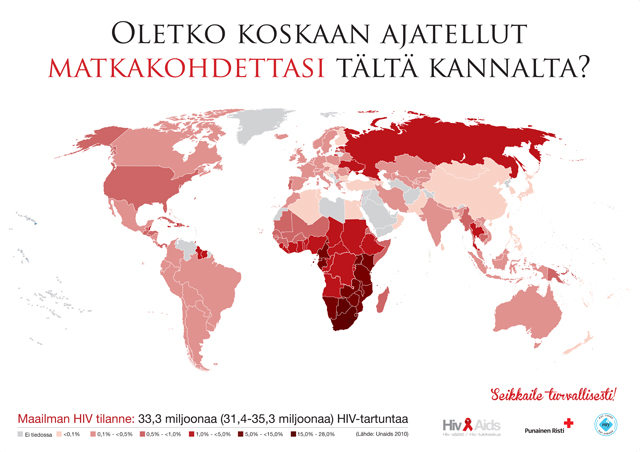 OLETKO KOSKAAN AJATELLUT
MATKAKOHDETTASI TÄLTÄ KANNALTA?
Seikkaile turvallisesti!
Maailman HIV tilanne: 33,3 miljoonaa (31,4-35,3 miljoonaa) HIV-tartuntaa
Ei tiedossa <0,1% 0,1% - <0,5% 0,5% - <1,0% 1,0% - <5,0% 5,0% - <15,0% 15,0% - 28,0% (Lähde: Unaids 2010)
Hiv Aids
Punainen Risti